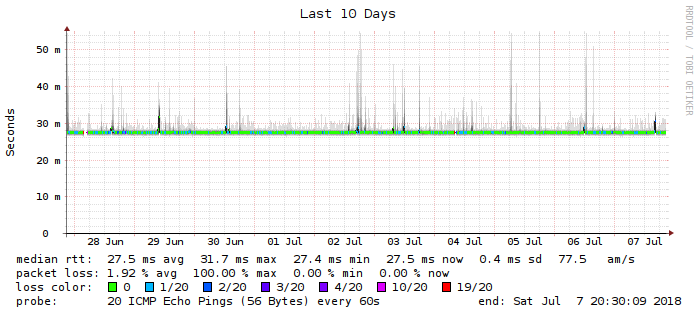 Last 10 Days
RRDTOOL / TOBI OETIKER
Seconds
50 m
40 m
30 m
20 m
10 m
0
28 Jun 29 Jun 30 Jun 01 Jul 02 Jul 03 Jul 04 Jul 05 Jul 06 Jul 07 Jul
median rtt: 27.5 ms avg 31.7 ms max 27.4 ms min 27.5 ms now 0.4 ms sd 77.5 am/s
packet loss: 1.92 % avg 100.00 % max 0.00 % min 0.00 % now
loss color: 0 1/20 2/20 3/20 4/20 10/20 19/20
probe: 20 ICMP Echo Pings (56 Bytes) every 60s end: Sat Jul 7 20:30:09 2018